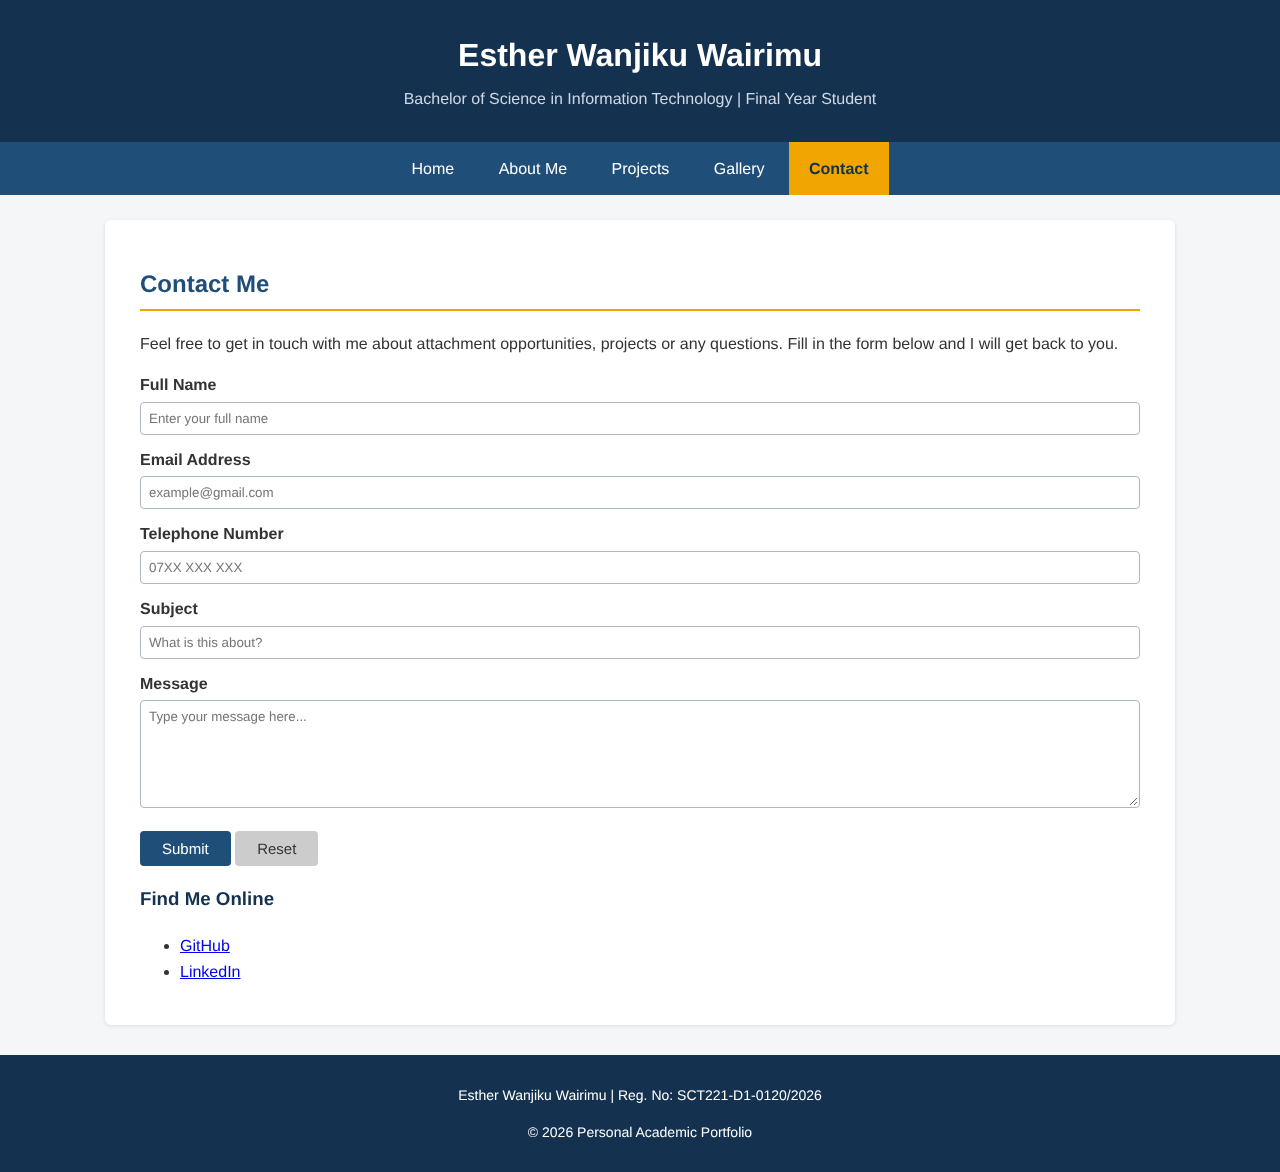 Esther Wanjiku Wairimu
Bachelor of Science in Information Technology | Final Year Student
Home
About Me
Projects
Gallery
Contact
Contact Me
Feel free to get in touch with me about attachment opportunities, projects or any questions. Fill in the form below and I will get back to you.
Full Name
Enter your full name
Email Address
example@gmail.com
Telephone Number
07XX XXX XXX
Subject
What is this about?
Message
Type your message here...
Submit
Reset
Find Me Online
GitHub
LinkedIn
Esther Wanjiku Wairimu | Reg. No: SCT221-D1-0120/2026
© 2026 Personal Academic Portfolio